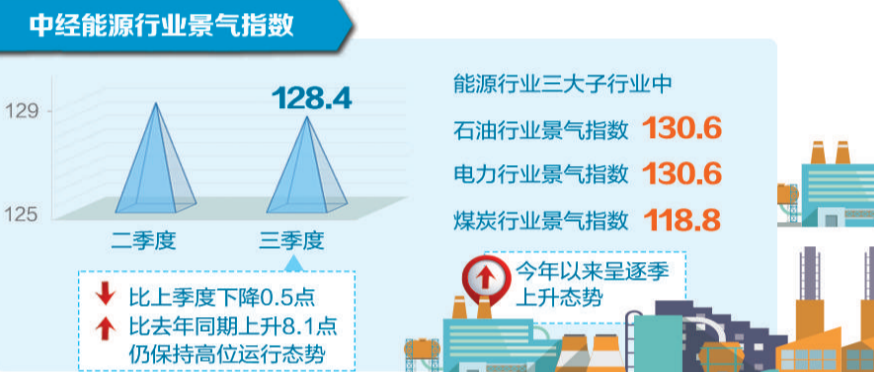 中经能源行业景气指数
129
125
128.4
二季度
三季度
比上季度下降0.5点
比去年同期上升8.1点
仍保持高位运行态势
能源行业三大子行业中
石油行业景气指数 130.6
电力行业景气指数 130.6
煤炭行业景气指数 118.8
今年以来呈逐季
上升态势